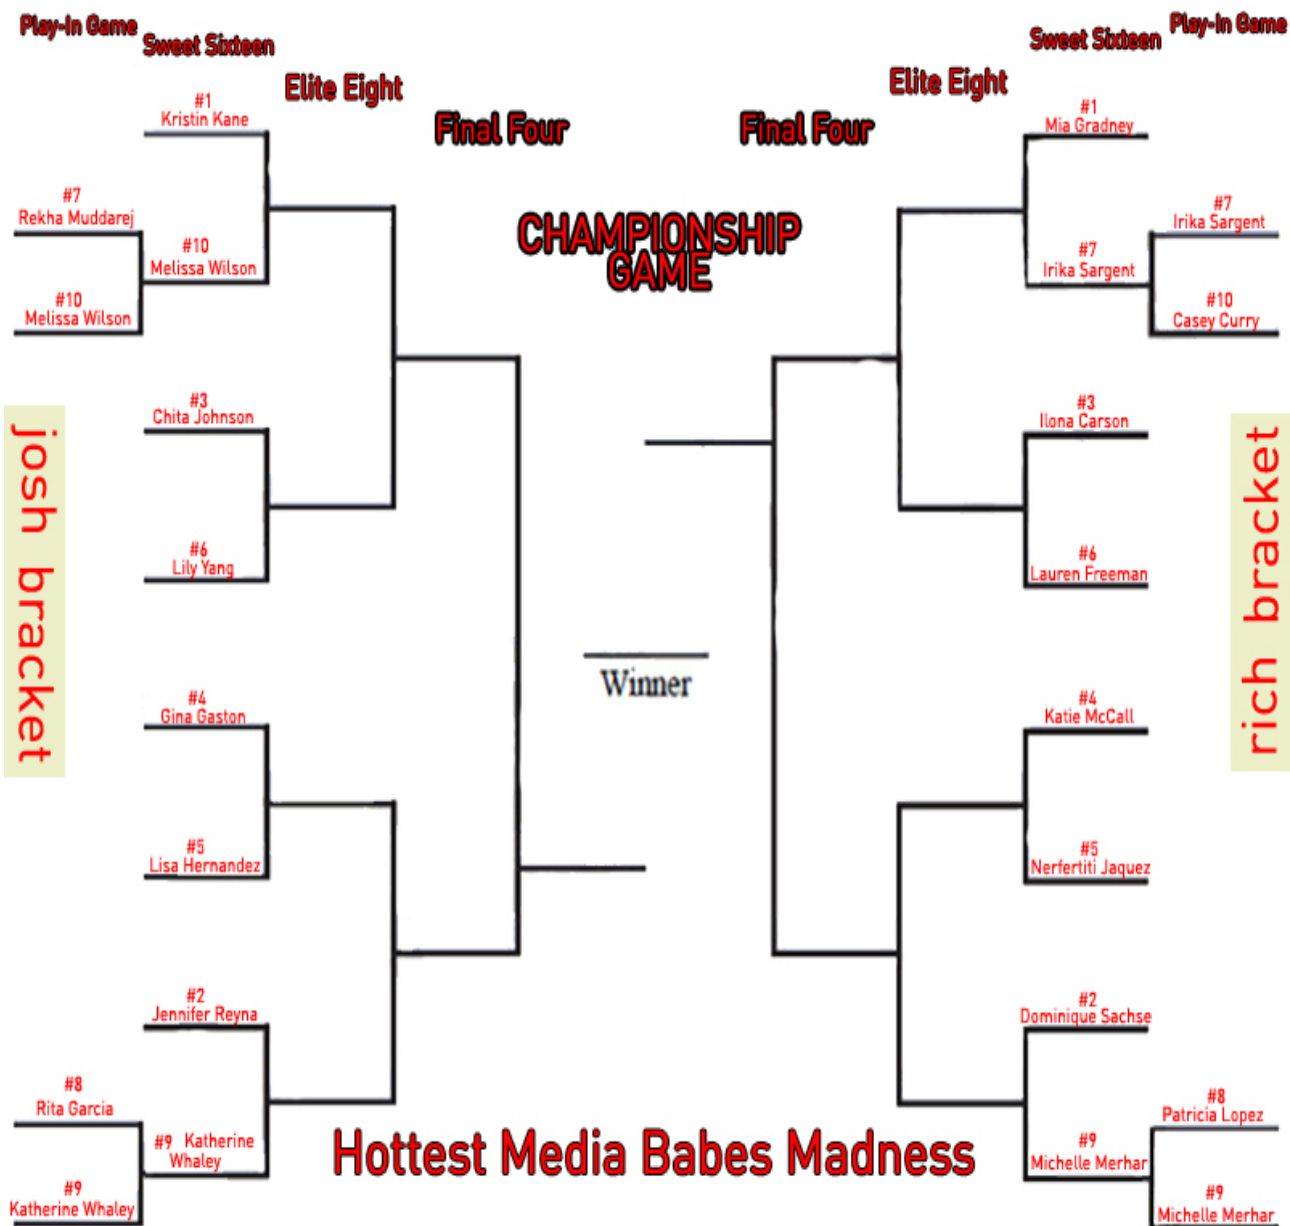 Play-In Game
Sweet Sixteen
Elite Eight
Final Four
Final Four
Elite Eight
Sweet Sixteen
Play-In Game
CHAMPIONSHIP
GAME
#1
Kristin Kane
#7
Rekha Muddarej
#10
Melissa Wilson
#10
Melissa Wilson
#3
Chita Johnson
#6
Lily Yang
josh bracket
#4
Gina Gaston
#5
Lisa Hernandez
#2
Jennifer Reyna
#8
Rita Garcia
#9 Katherine
Whaley
#9
Katherine Whaley
Winner
#1
Mia Gradney
#7
Irika Sargent
#7
Irika Sargent
#10
Casey Curry
#3
Ilona Carson
#6
Lauren Freeman
rich bracket
#4
Katie McCall
#5
Nerfertiti Jaquez
#2
Dominique Sachse
#8
Patricia Lopez
#9
Michelle Merhar
#9
Michelle Merhar
Hottest Media Babes Madness